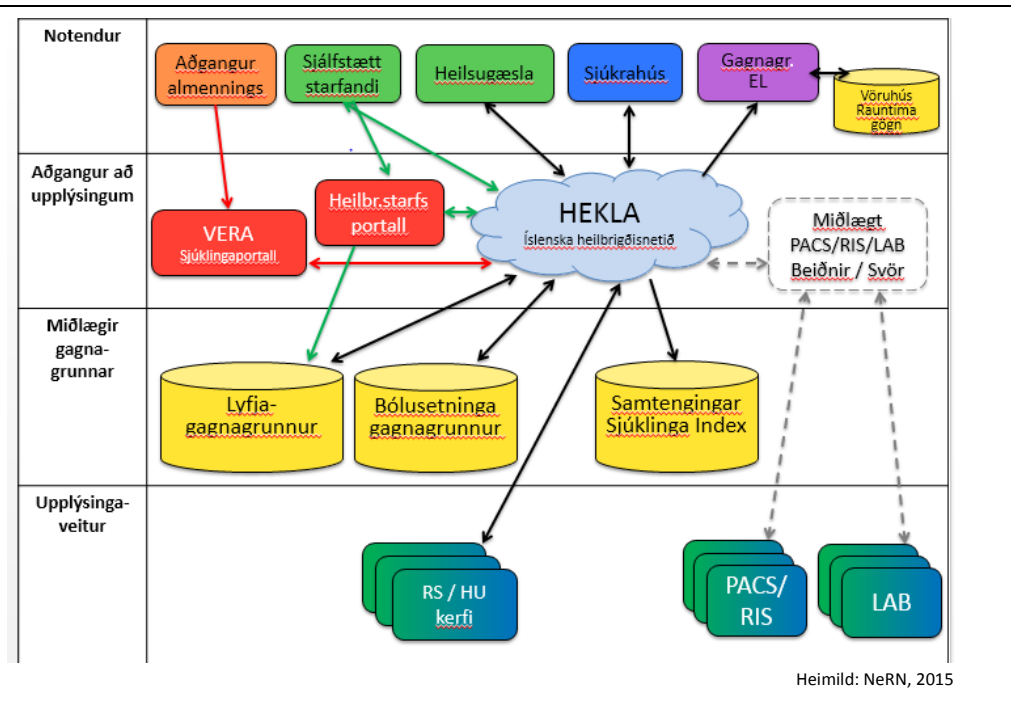 Notendur
Aðgangur
almennings
Sjálfstætt
starfandi
Heilsugæsla
Sjúkrahús
Gagnagr.
EL
Vöruhús
Rauntíma
gögn
Aðgangur að
upplýsingum
VERA
Sjúklingaportall
Heilbr.starfs
portall
HEKLA
Íslenska heilbrigðisnetið
Miðlægt
PACS/RIS/LAB
Beiðnir / Svör
Miðlægir
gagna-
grunnar
Lyfja-
gagnagrunnur
Bólusetninga
gagnagrunnur
Samtengingar
Sjúklinga Index
Upplýsinga-
veitur
RS / HU
kerfi
PACS/
RIS
LAB
Heimild: NeRN, 2015